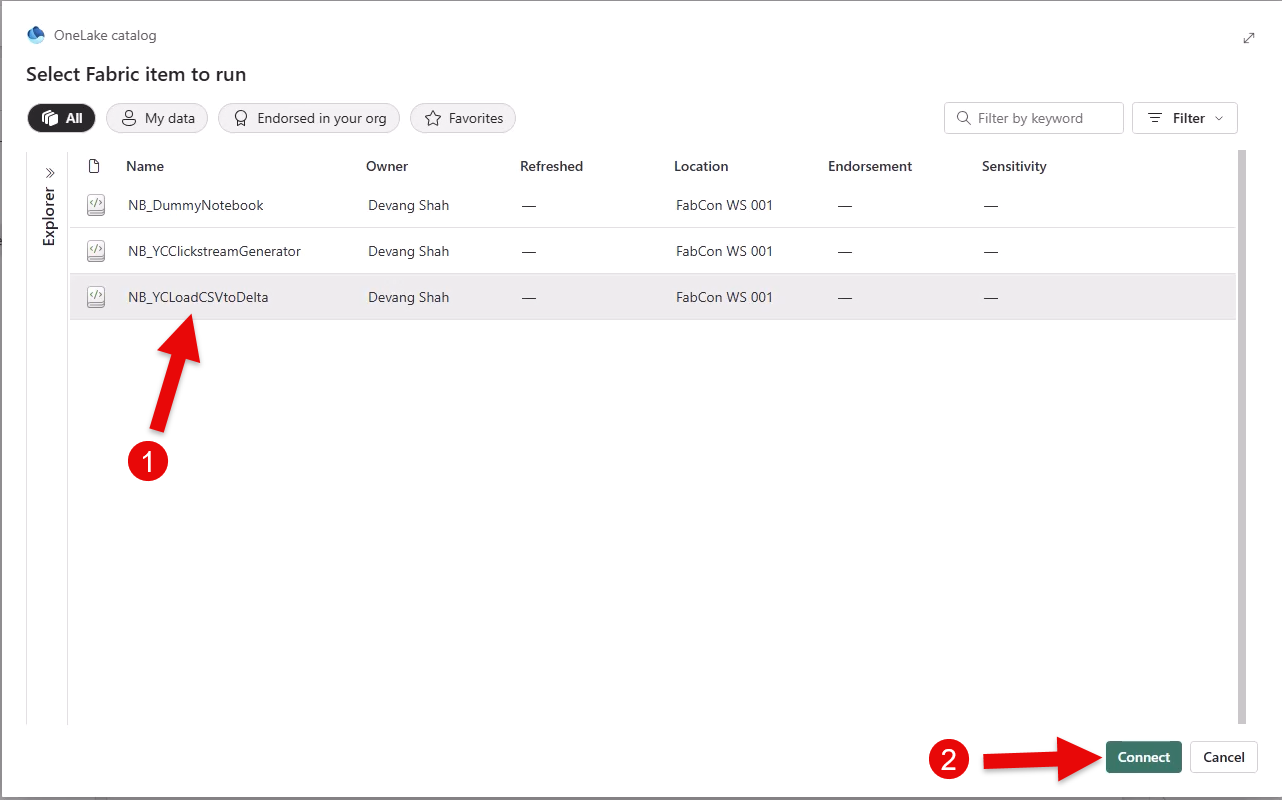 OneLake catalog
Select Fabric item to run
All My data Endorsed in your org Favorites Filter by keyword Filter
Explorer
Name Owner Refreshed Location Endorsement Sensitivity
NB_DummyNotebook Devang Shah — FabCon WS 001 — —
NB_YCClickstreamGenerator Devang Shah — FabCon WS 001 — —
NB_YCLoadCSVtoDelta Devang Shah — FabCon WS 001 — —
1
2 Connect Cancel